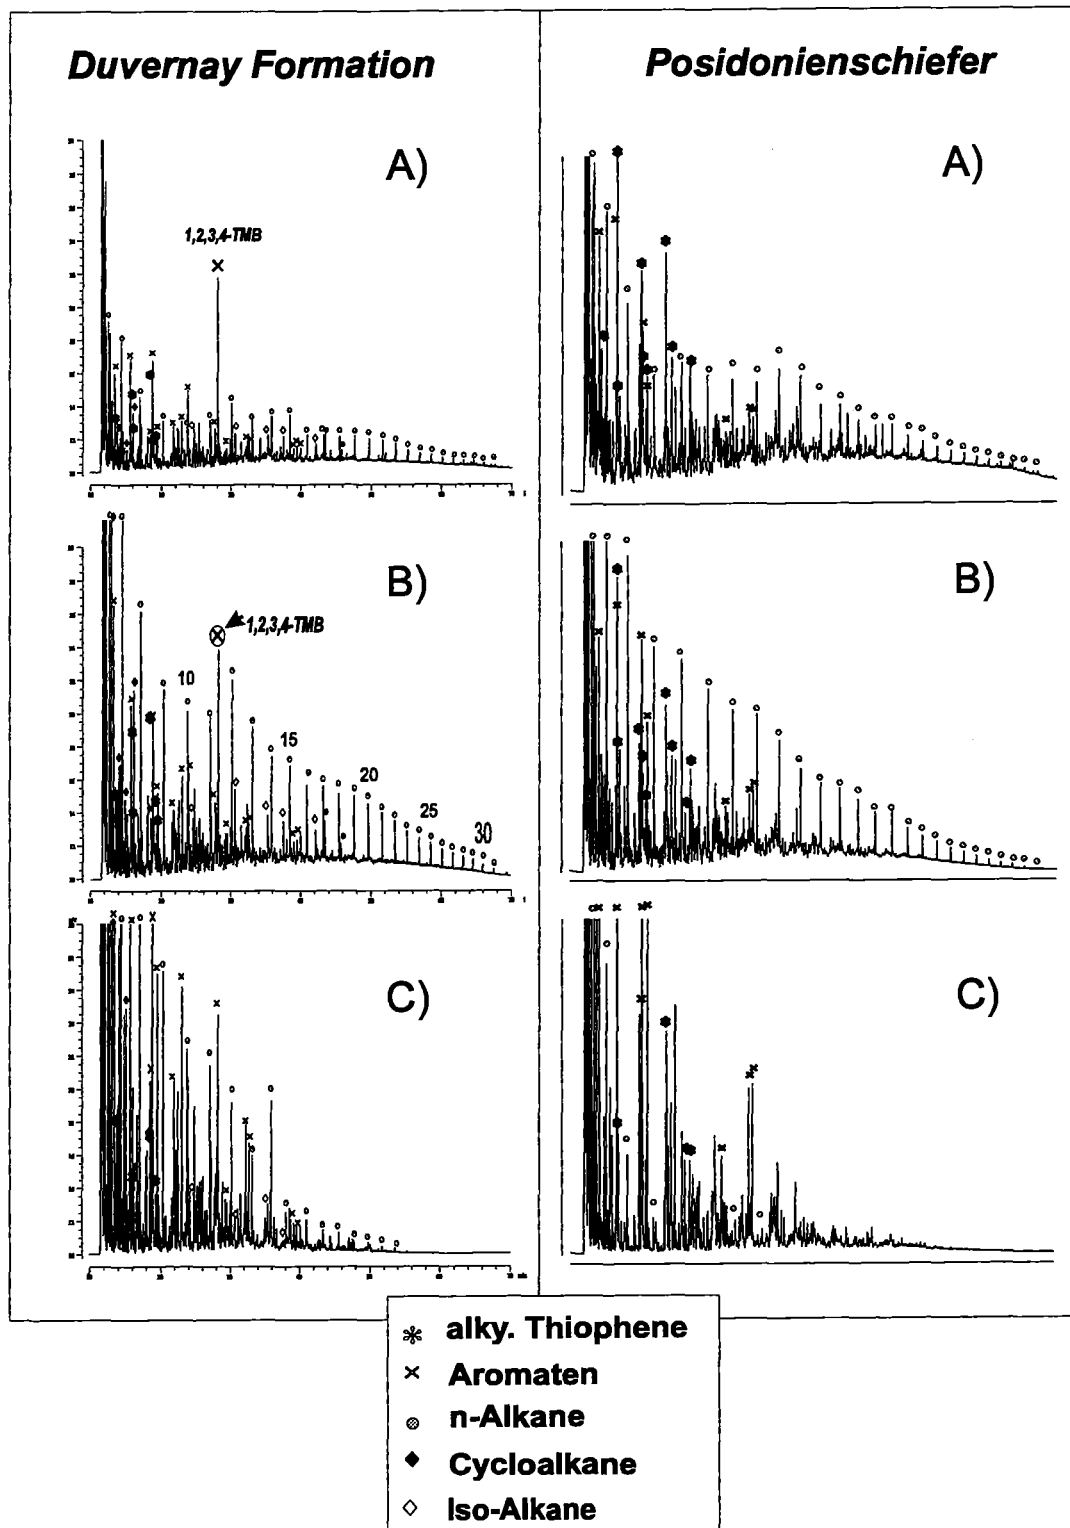 Duvernay Formation
Posidonienschiefer
A)
1,2,3,4-TMB
A)
B)
1,2,3,4-TMB
10
15
20
25
30
B)
C)
C)
alky. Thiophene
Aromaten
n-Alkane
Cycloalkane
Iso-Alkane